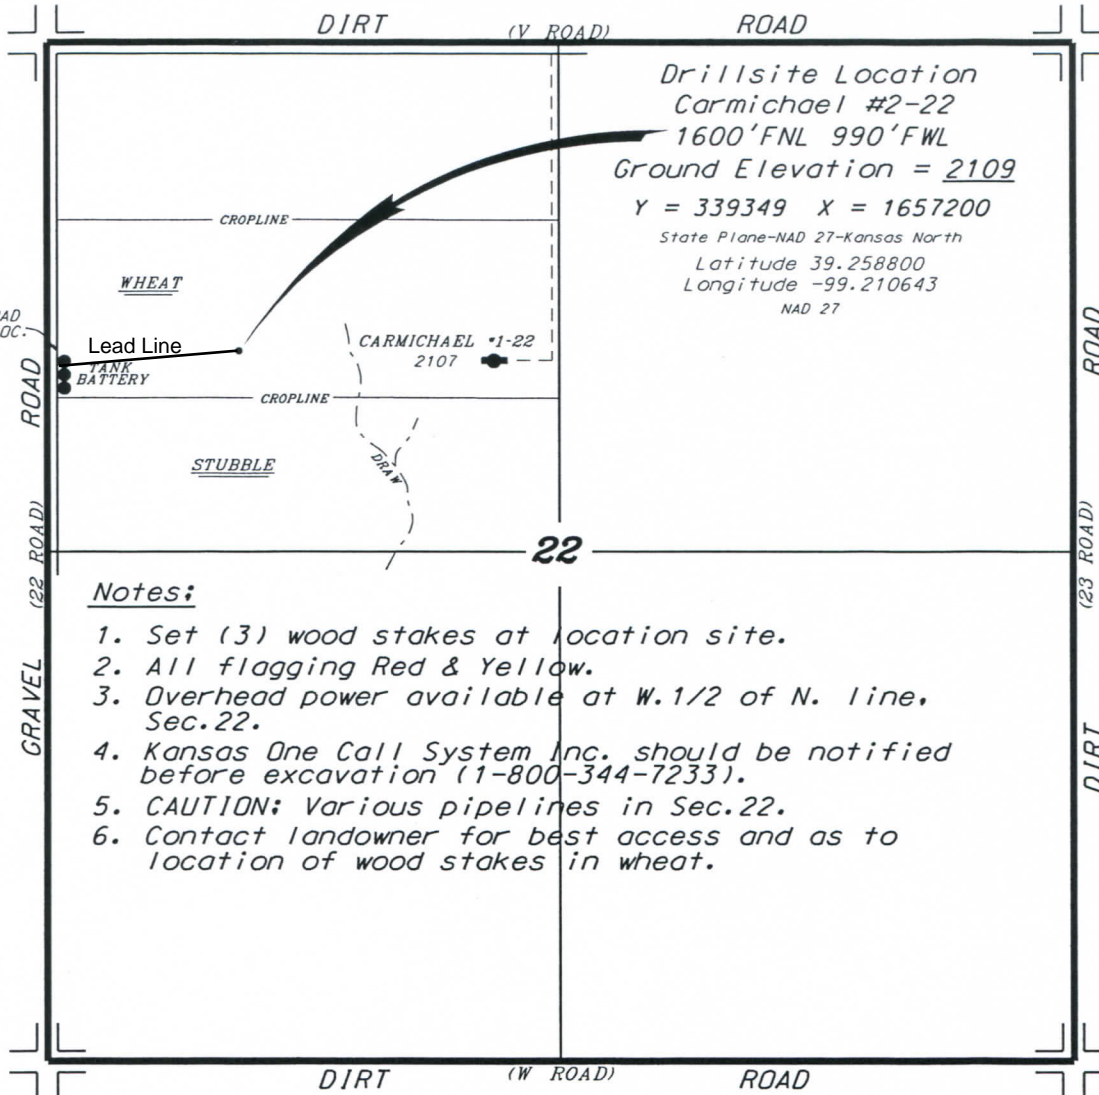 DIRT (V ROAD) ROAD
Drillsite Location
Carmichael #2-22
1600'FNL 990'FWL
Ground Elevation = 2109
Y = 339349 X = 1657200
State Plane-NAD 27-Kansas North
Latitude 39.258800
Longitude -99.210643
NAD 27
CROPLINE
WHEAT
Lead Line
TANK
BATTERY
CARMICHAEL #1-22
2107
CROPLINE
STUBBLE
DRAW
22
GRAVEL (22 ROAD) ROAD
DIRT (23 ROAD) ROAD
Notes:
1. Set (3) wood stakes at location site.
2. All flagging Red & Yellow.
3. Overhead power available at W.1/2 of N. line,
Sec.22.
4. Kansas One Call System Inc. should be notified
before excavation (1-800-344-7233).
5. CAUTION: Various pipelines in Sec.22.
6. Contact landowner for best access and as to
location of wood stakes in wheat.
DIRT (W ROAD) ROAD